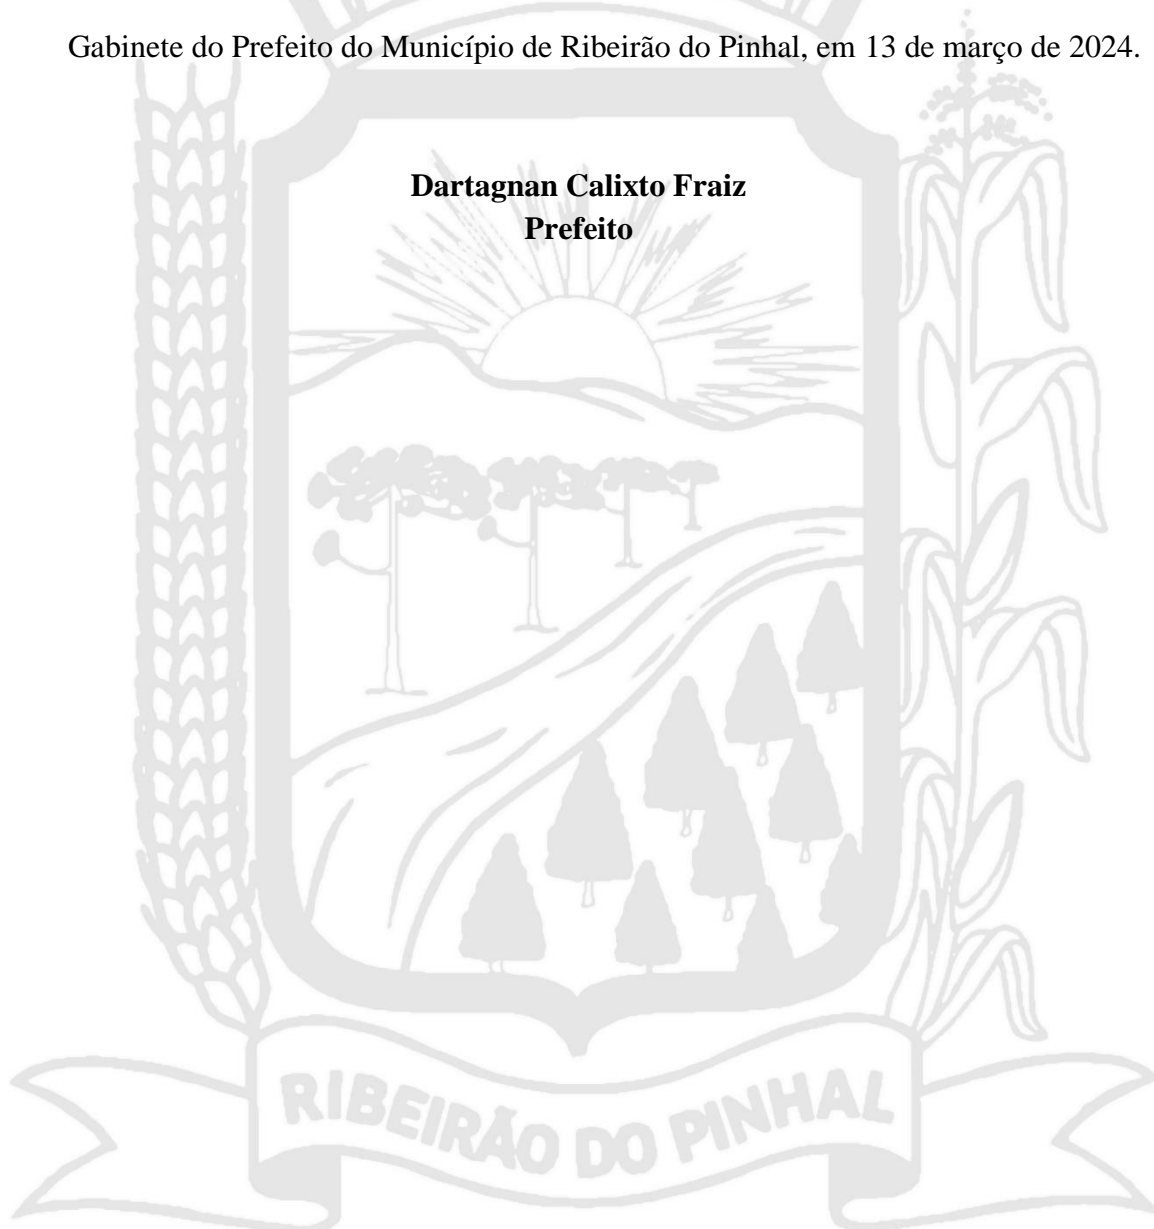 Gabinete do Prefeito do Município de Ribeirão do Pinhal, em 13 de março de 2024.
Dartagnan Calixto Fraiz
Prefeito
RIBEIRÃO DO PINHAL